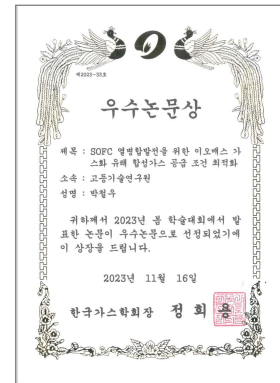 제2023-33호
우수논문상
제목 : SOFC 열병합발전을 위한 바이오매스 가
스화 유래 합성가스 공급 조건 최적화
소속 : 고등기술연구원
성명 : 박철우
귀하께서 2023년 봄 학술대회에서 발
표한 논문이 우수논문으로 선정되었기에
이 상장을 드립니다.
2023년 11월 16일
한국가스학회장 정희용